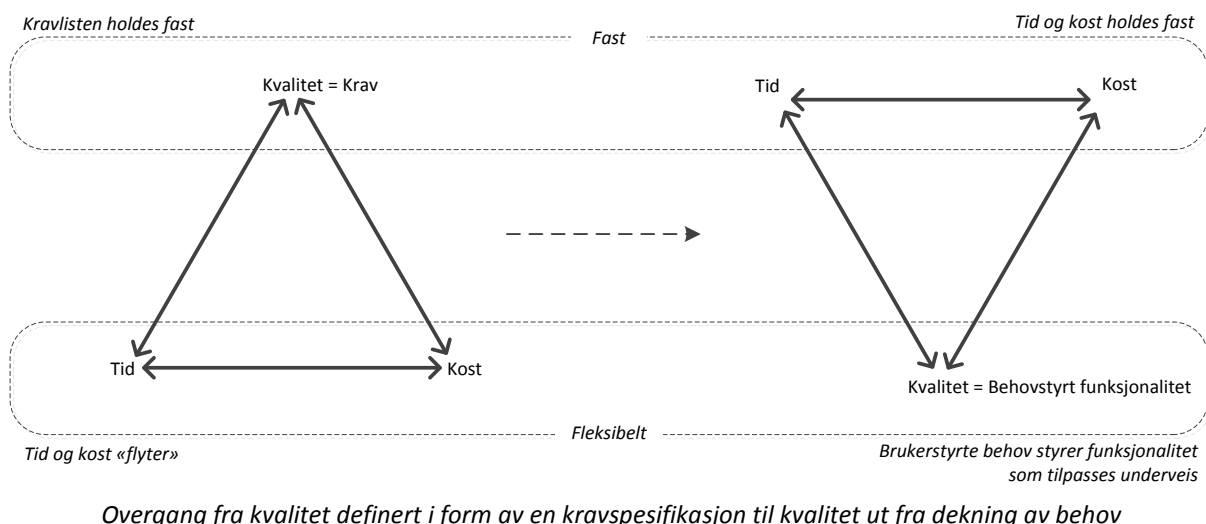 Kravlisten holdes fast
Tid og kost holdes fast
Fast
Kvalitet = Krav
Tid
Kost
Tid
Kost
Kvalitet = Behovstyrt funksjonalitet
Fleksibelt
Tid og kost «flyter»
Brukerstyrte behov styrer funksjonalitet
som tilpasses underveis
Overgang fra kvalitet definert i form av en kravspesifikasjon til kvalitet ut fra dekning av behov